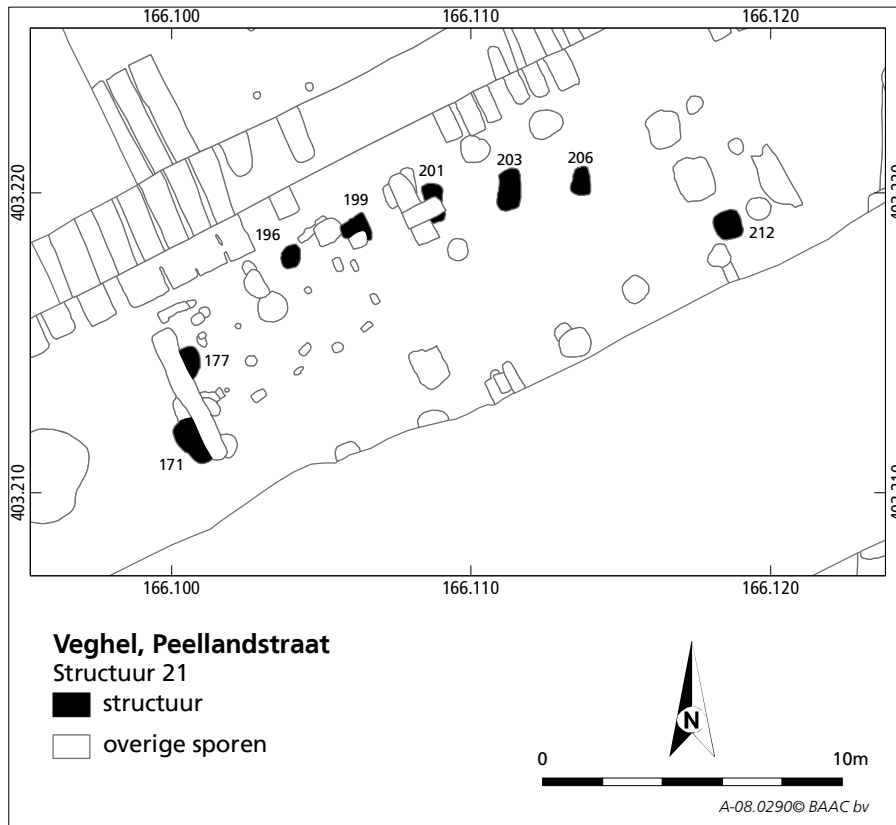 166.100 166.110 166.120
403.220 403.220
201 203 206
199
196
212
177
171
403.210 403.210
166.100 166.110 166.120
Veghel, Peellandstraat
Structuur 21
structuur
overige sporen
N
0 10m
A-08.0290© BAAC bv